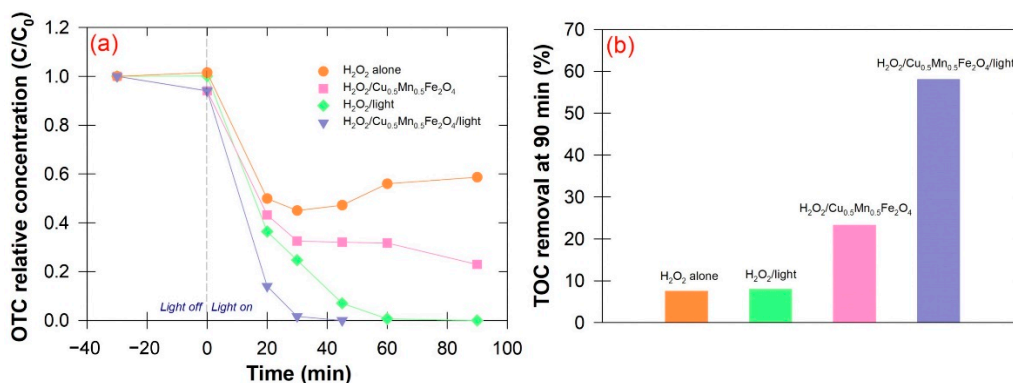 (a)
OTC relative concentration (C/C₀)
1.2
1.0
0.8
0.6
0.4
0.2
0.0
H₂O₂ alone
H₂O₂/Cu₀.₅Mn₀.₅Fe₂O₄
H₂O₂/light
H₂O₂/Cu₀.₅Mn₀.₅Fe₂O₄/light
Light off Light on
−40 −20 0 20 40 60 80 100
Time (min)
(b)
TOC removal at 90 min (%)
70
60
50
40
30
20
10
0
H₂O₂/Cu₀.₅Mn₀.₅Fe₂O₄/light
H₂O₂/Cu₀.₅Mn₀.₅Fe₂O₄
H₂O₂ alone
H₂O₂/light